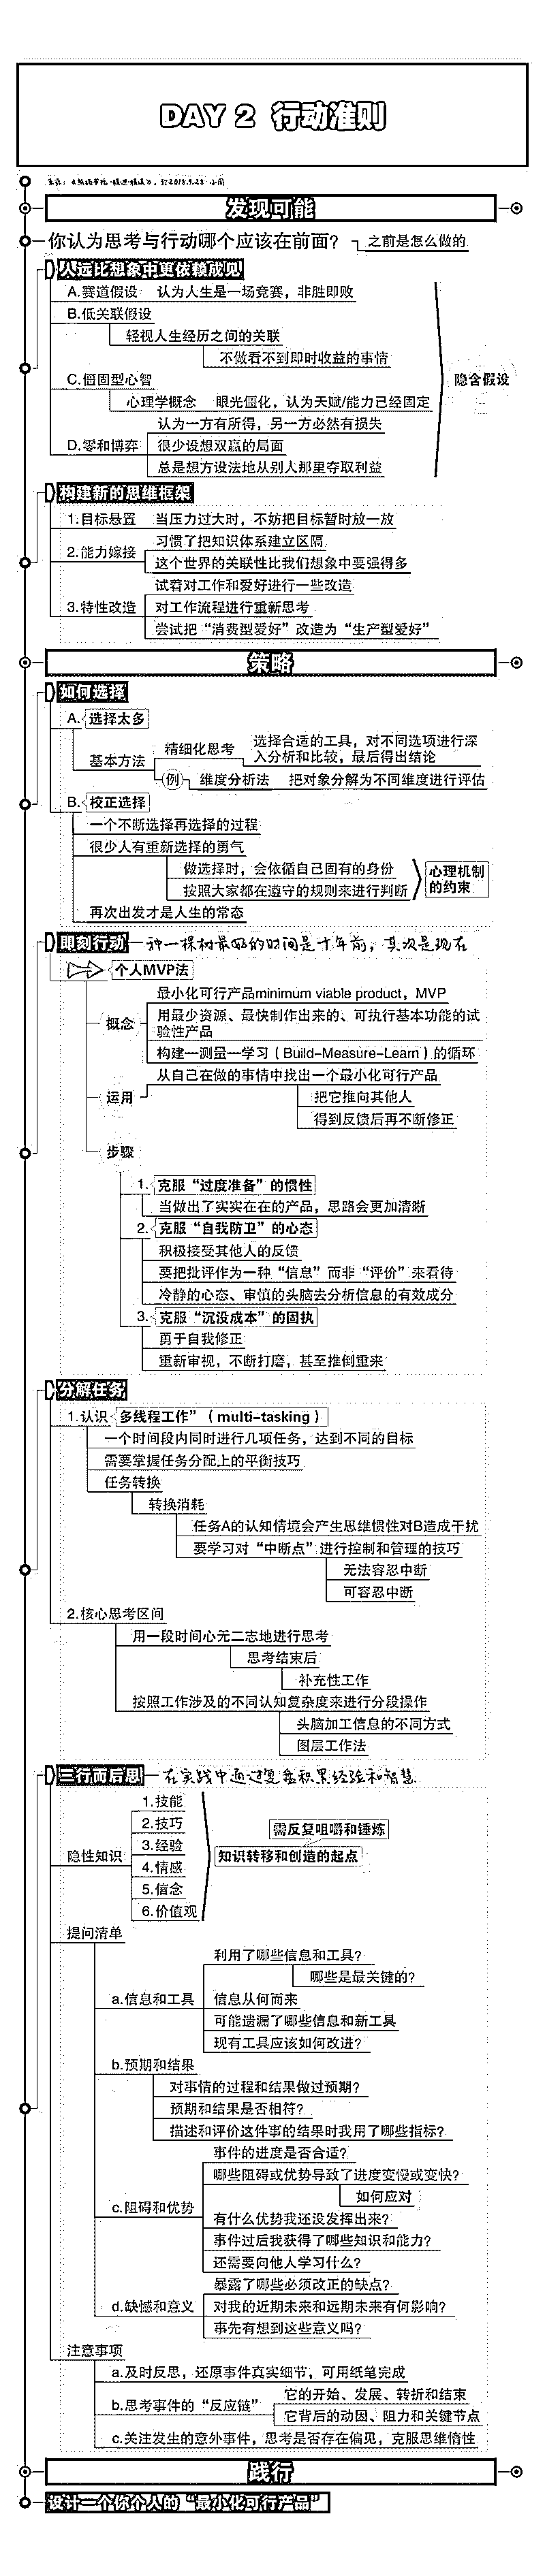 DAY 2 行动准则
来源：《熊猫书院·精进精读》，于2018.9.28 小周
发现可能
你认为思考与行动哪个应该在前面？ 之前是怎么做的
人远比想象中更依赖成见
A.赛道假设 认为人生是一场竞赛，非胜即败
B.低关联假设
轻视人生经历之间的关联
不做看不到即时收益的事情
隐含假设
C.僵固型心智
心理学概念 眼光僵化，认为天赋/能力已经固定
认为一方有所得，另一方必然有损失
D.零和博弈 很少设想双赢的局面
总是想方设法地从别人那里夺取利益
构建新的思维框架
1.目标悬置 当压力过大时，不妨把目标暂时放一放
习惯了把知识体系建立区隔
2.能力嫁接
这个世界的关联性比我们想象中要强得多
试着对工作和爱好进行一些改造
3.特性改造 对工作流程进行重新思考
尝试把“消费型爱好”改造为“生产型爱好”
策略
如何选择
A.选择太多
基本方法 精细化思考 选择合适的工具，对不同选项进行深
入分析和比较，最后得出结论
例 维度分析法 把对象分解为不同维度进行评估
B.校正选择
一个不断选择再选择的过程
很少人有重新选择的勇气
做选择时，会依循自己固有的身份
按照大家都在遵守的规则来进行判断
心理机制
的约束
再次出发才是人生的常态
即刻行动 种一棵树最好的时间是十年前，其次是现在
个人MVP法
最小化可行产品minimum viable product，MVP
概念 用最少资源、最快制作出来的、可执行基本功能的试
验性产品
构建—测量—学习（Build-Measure-Learn）的循环
运用 从自己在做的事情中找出一个最小化可行产品
把它推向其他人
得到反馈后再不断修正
步骤
1.克服“过度准备”的惯性
当做出了实实在在的产品，思路会更加清晰
2.克服“自我防卫”的心态
积极接受其他人的反馈
要把批评作为一种“信息”而非“评价”来看待
冷静的心态、审慎的头脑去分析信息的有效成分
3.克服“沉没成本”的固执
勇于自我修正
重新审视，不断打磨，甚至推倒重来
分解任务
1.认识 多线程工作”（multi-tasking）
一个时间段内同时进行几项任务，达到不同的目标
需要掌握任务分配上的平衡技巧
任务转换
转换消耗
任务A的认知情境会产生思维惯性对B造成干扰
要学习对“中断点”进行控制和管理的技巧
无法容忍中断
可容忍中断
2.核心思考区间
用一段时间心无二志地进行思考
思考结束后
补充性工作
按照工作涉及的不同认知复杂度来进行分段操作
头脑加工信息的不同方式
图层工作法
三行而后思 在实践中通过复盘积累经验和智慧
隐性知识
1.技能
2.技巧
3.经验
4.情感
5.信念
6.价值观
需反复咀嚼和锤炼
知识转移和创造的起点
提问清单
a.信息和工具
利用了哪些信息和工具？
哪些是最关键的？
信息从何而来
可能遗漏了哪些信息和新工具
现有工具应该如何改进？
b.预期和结果
对事情的过程和结果做过预期？
预期和结果是否相符？
描述和评价这件事的结果时我用了哪些指标？
c.阻碍和优势
事件的进度是否合适？
哪些阻碍或优势导致了进度变慢或变快？
如何应对
有什么优势我还没发挥出来？
事件过后我获得了哪些知识和能力？
还需要向他人学习什么？
d.缺憾和意义
暴露了哪些必须改正的缺点？
对我的近期未来和远期未来有何影响？
事先有想到这些意义吗？
注意事项
a.及时反思，还原事件真实细节，可用纸笔完成
b.思考事件的“反应链”
它的开始、发展、转折和结束
它背后的动因、阻力和关键节点
c.关注发生的意外事件，思考是否存在偏见，克服思维惰性
践行
设计一个你个人的“最小化可行产品”